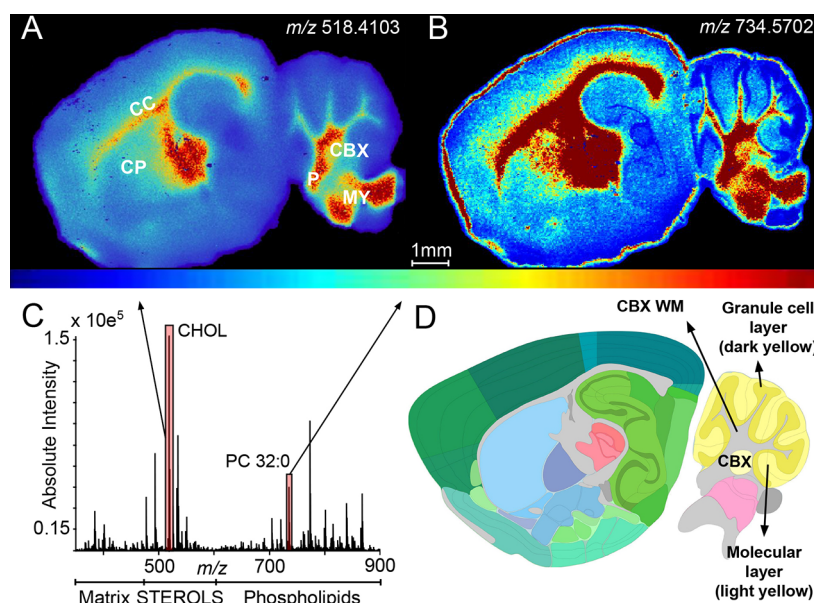 A
m/z 518.4103
CC
CP
CBX
P
MY
B
m/z 734.5702
1mm
C
x 10e⁵
1.5
Absolute Intensity
0.15
CHOL
PC 32:0
500
m/z
700
900
Matrix STEROLS Phospholipids
D
CBX WM
Granule cell
layer
(dark yellow)
CBX
Molecular
layer
(light yellow)